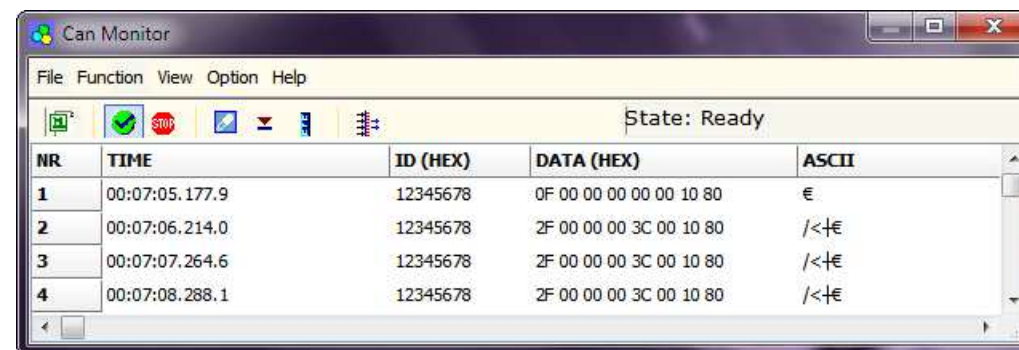 Can Monitor
File Function View Option Help
STOP State: Ready
NR TIME ID (HEX) DATA (HEX) ASCII
1 00:07:05.177.9 12345678 0F 00 00 00 00 00 10 80 €
2 00:07:06.214.0 12345678 2F 00 00 00 3C 00 10 80 /<┼€
3 00:07:07.264.6 12345678 2F 00 00 00 3C 00 10 80 /<┼€
4 00:07:08.288.1 12345678 2F 00 00 00 3C 00 10 80 /<┼€